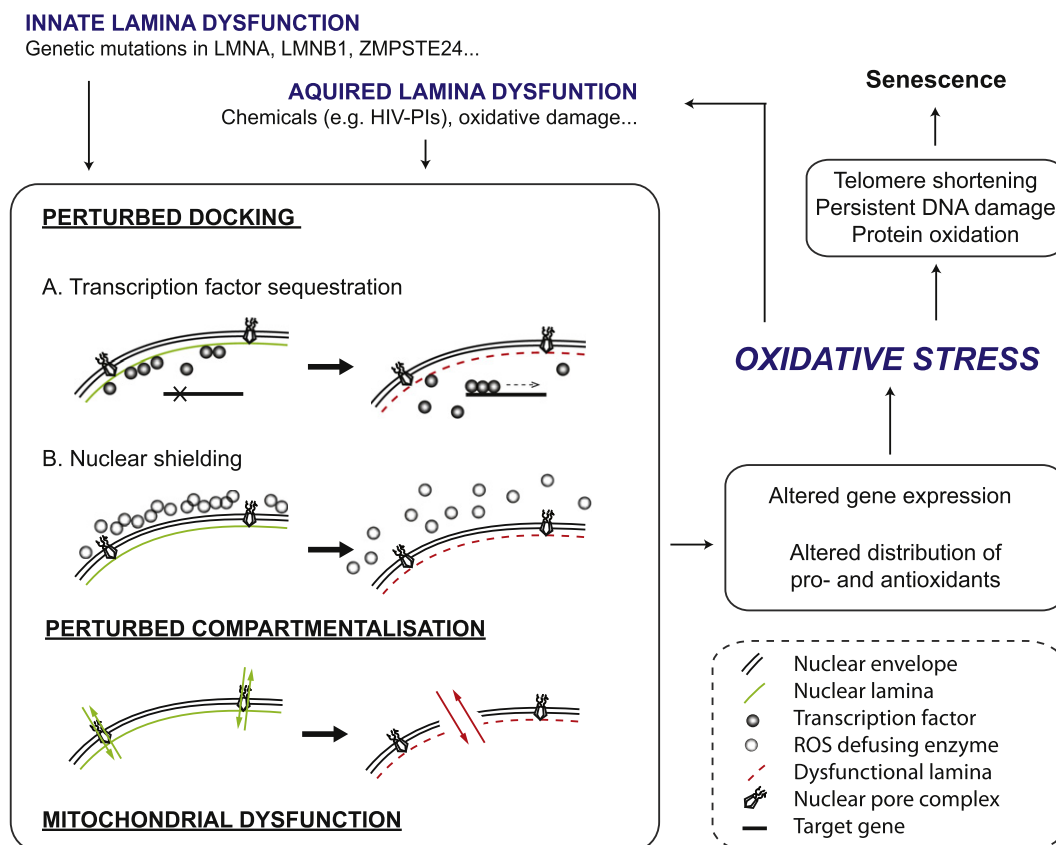 INNATE LAMINA DYSFUNCTION
Genetic mutations in LMNA, LMNB1, ZMPSTE24...
AQUIRED LAMINA DYSFUNTION
Chemicals (e.g. HIV-PIs), oxidative damage...
Senescence
Telomere shortening
Persistent DNA damage
Protein oxidation
OXIDATIVE STRESS
PERTURBED DOCKING
A. Transcription factor sequestration
B. Nuclear shielding
PERTURBED COMPARTMENTALISATION
MITOCHONDRIAL DYSFUNCTION
Altered gene expression
Altered distribution of
pro- and antioxidants
Nuclear envelope
Nuclear lamina
Transcription factor
ROS defusing enzyme
Dysfunctional lamina
Nuclear pore complex
Target gene